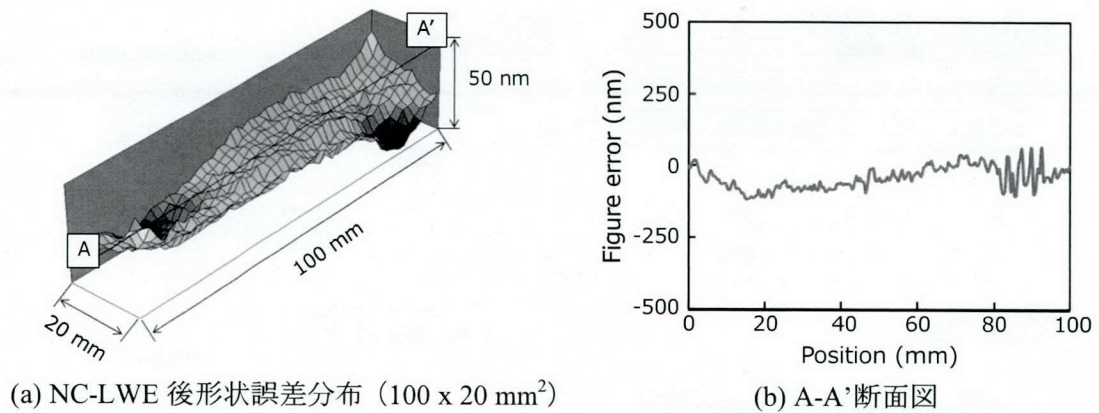 A'
50 nm
A
100 mm
20 mm
(a) NC-LWE 後形状誤差分布（100 x 20 mm²）
500
250
0
-250
-500
Figure error (nm)
0 20 40 60 80 100
Position (mm)
(b) A-A'断面図